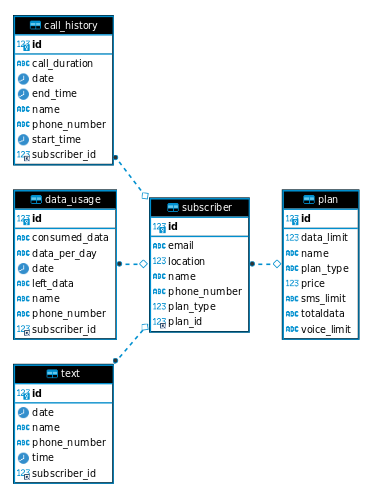 call_history
123 id
ABC call_duration
date
end_time
ABC name
ABC phone_number
start_time
123 subscriber_id
data_usage
123 id
ABC consumed_data
ABC data_per_day
date
ABC left_data
ABC name
ABC phone_number
123 subscriber_id
text
123 id
date
ABC name
ABC phone_number
time
123 subscriber_id
subscriber
123 id
ABC email
123 location
ABC name
ABC phone_number
123 plan_type
123 plan_id
plan
123 id
123 data_limit
ABC name
ABC plan_type
123 price
ABC sms_limit
ABC totaldata
ABC voice_limit